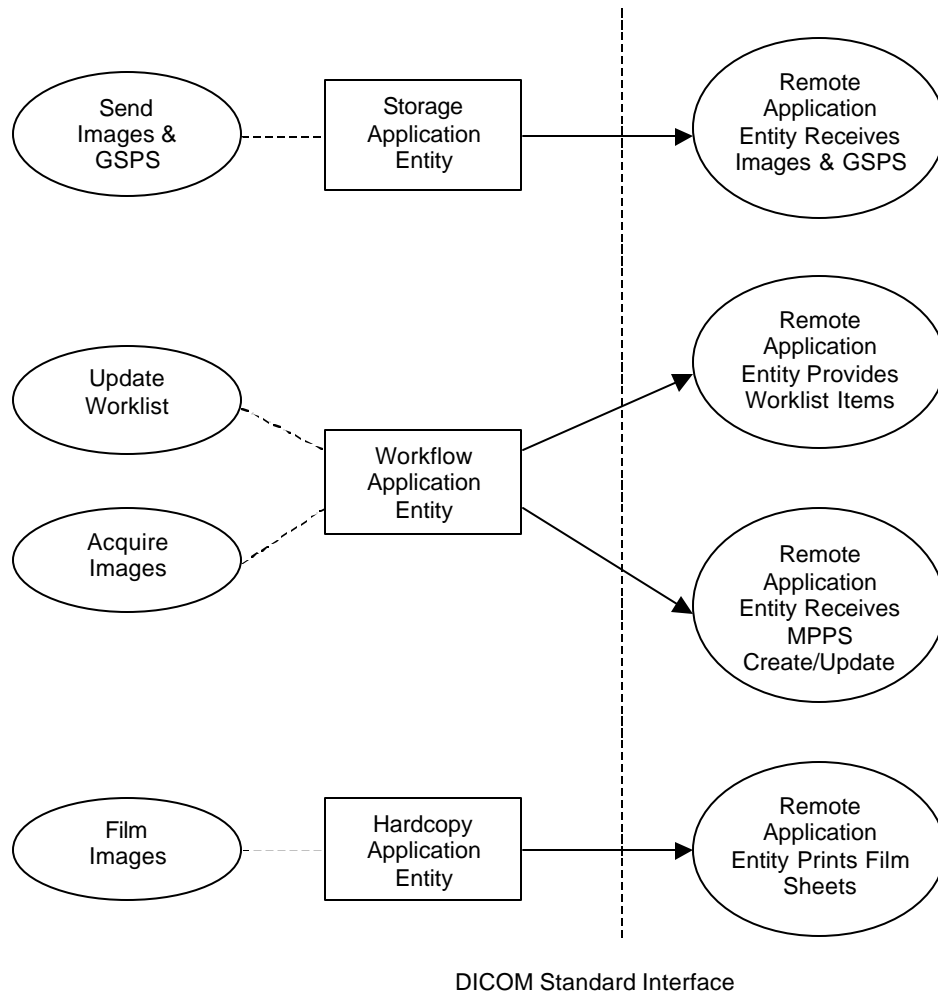 Send
Images &
GSPS
Storage
Application
Entity
Remote
Application
Entity Receives
Images & GSPS
Update
Worklist
Acquire
Images
Workflow
Application
Entity
Remote
Application
Entity Provides
Worklist Items
Remote
Application
Entity Receives
MPPS
Create/Update
Film
Images
Hardcopy
Application
Entity
Remote
Application
Entity Prints Film
Sheets
DICOM Standard Interface